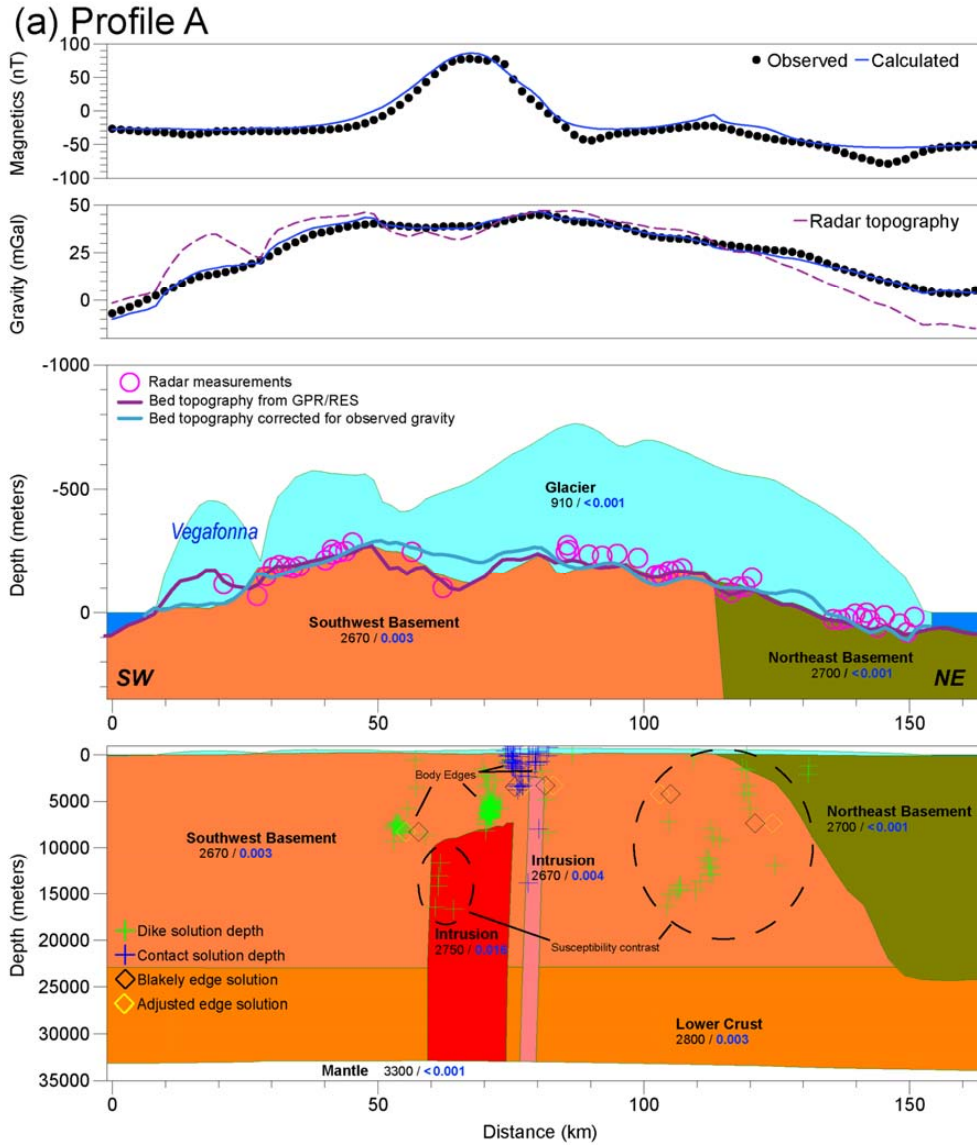 (a) Profile A
Magnetics (nT)
100
50
0
-50
-100
Observed
Calculated
Gravity (mGal)
50
25
0
Radar topography
Depth (meters)
-1000
-500
0
Radar measurements
Bed topography from GPR/RES
Bed topography corrected for observed gravity
Vegafonna
Glacier
910 / <0.001
Southwest Basement
2670 / 0.003
Northeast Basement
2700 / <0.001
SW
NE
0
50
100
150
Depth (meters)
0
5000
10000
15000
20000
25000
30000
35000
Body Edges
Southwest Basement
2670 / 0.003
Northeast Basement
2700 / <0.001
Intrusion
2670 / 0.004
Intrusion
2750 / 0.016
Susceptibility contrast
Dike solution depth
Contact solution depth
Blakely edge solution
Adjusted edge solution
Lower Crust
2800 / 0.003
Mantle 3300 / <0.001
0
50
100
150
Distance (km)